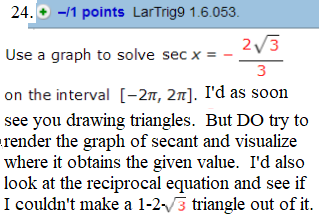 24. + –/1 points LarTrig9 1.6.053.
Use a graph to solve sec x = – 2√3/3
on the interval [−2π, 2π]. I'd as soon
see you drawing triangles. But DO try to
render the graph of secant and visualize
where it obtains the given value. I'd also
look at the reciprocal equation and see if
I couldn't make a 1-2-√3 triangle out of it.